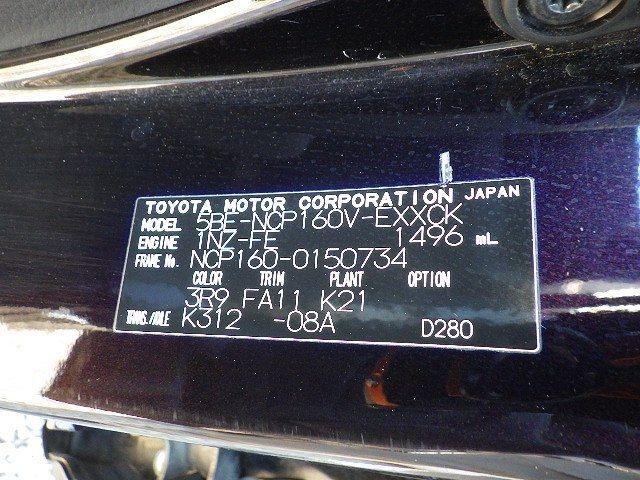 TOYOTA MOTOR CORPORATION JAPAN
MODEL 5BE-NCP160V-EXXCK
ENGINE 1NZ-FE 1496 mL
FRAME No. NCP160-0150734
COLOR TRIM PLANT OPTION
3R9 FA11 K21
TRANS./AXLE K312 -08A D280